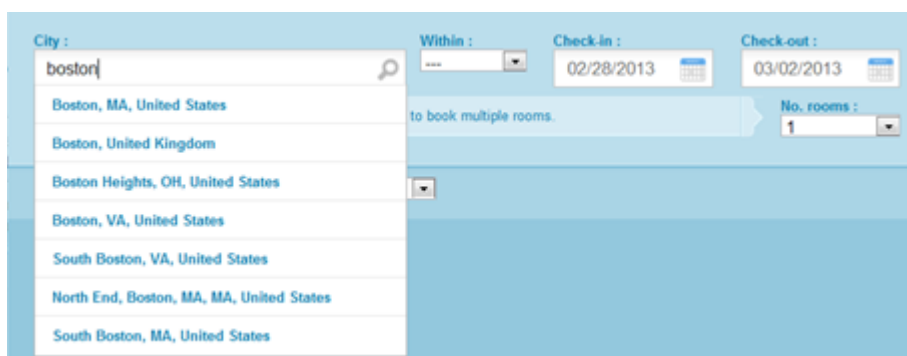 City :
Within :
Check-in :
Check-out :
boston
---
02/28/2013
03/02/2013
Boston, MA, United States
to book multiple rooms.
No. rooms :
1
Boston, United Kingdom
Boston Heights, OH, United States
Boston, VA, United States
South Boston, VA, United States
North End, Boston, MA, MA, United States
South Boston, MA, United States